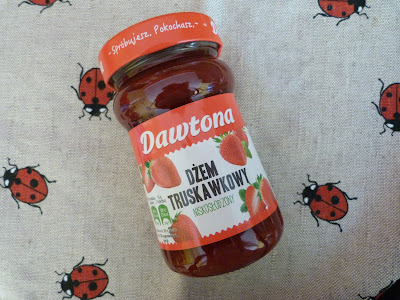 • Spróbujesz. Pokochasz. •
Dawtona
DŻEM
TRUSKAWKOWY
NISKOSŁODZONY